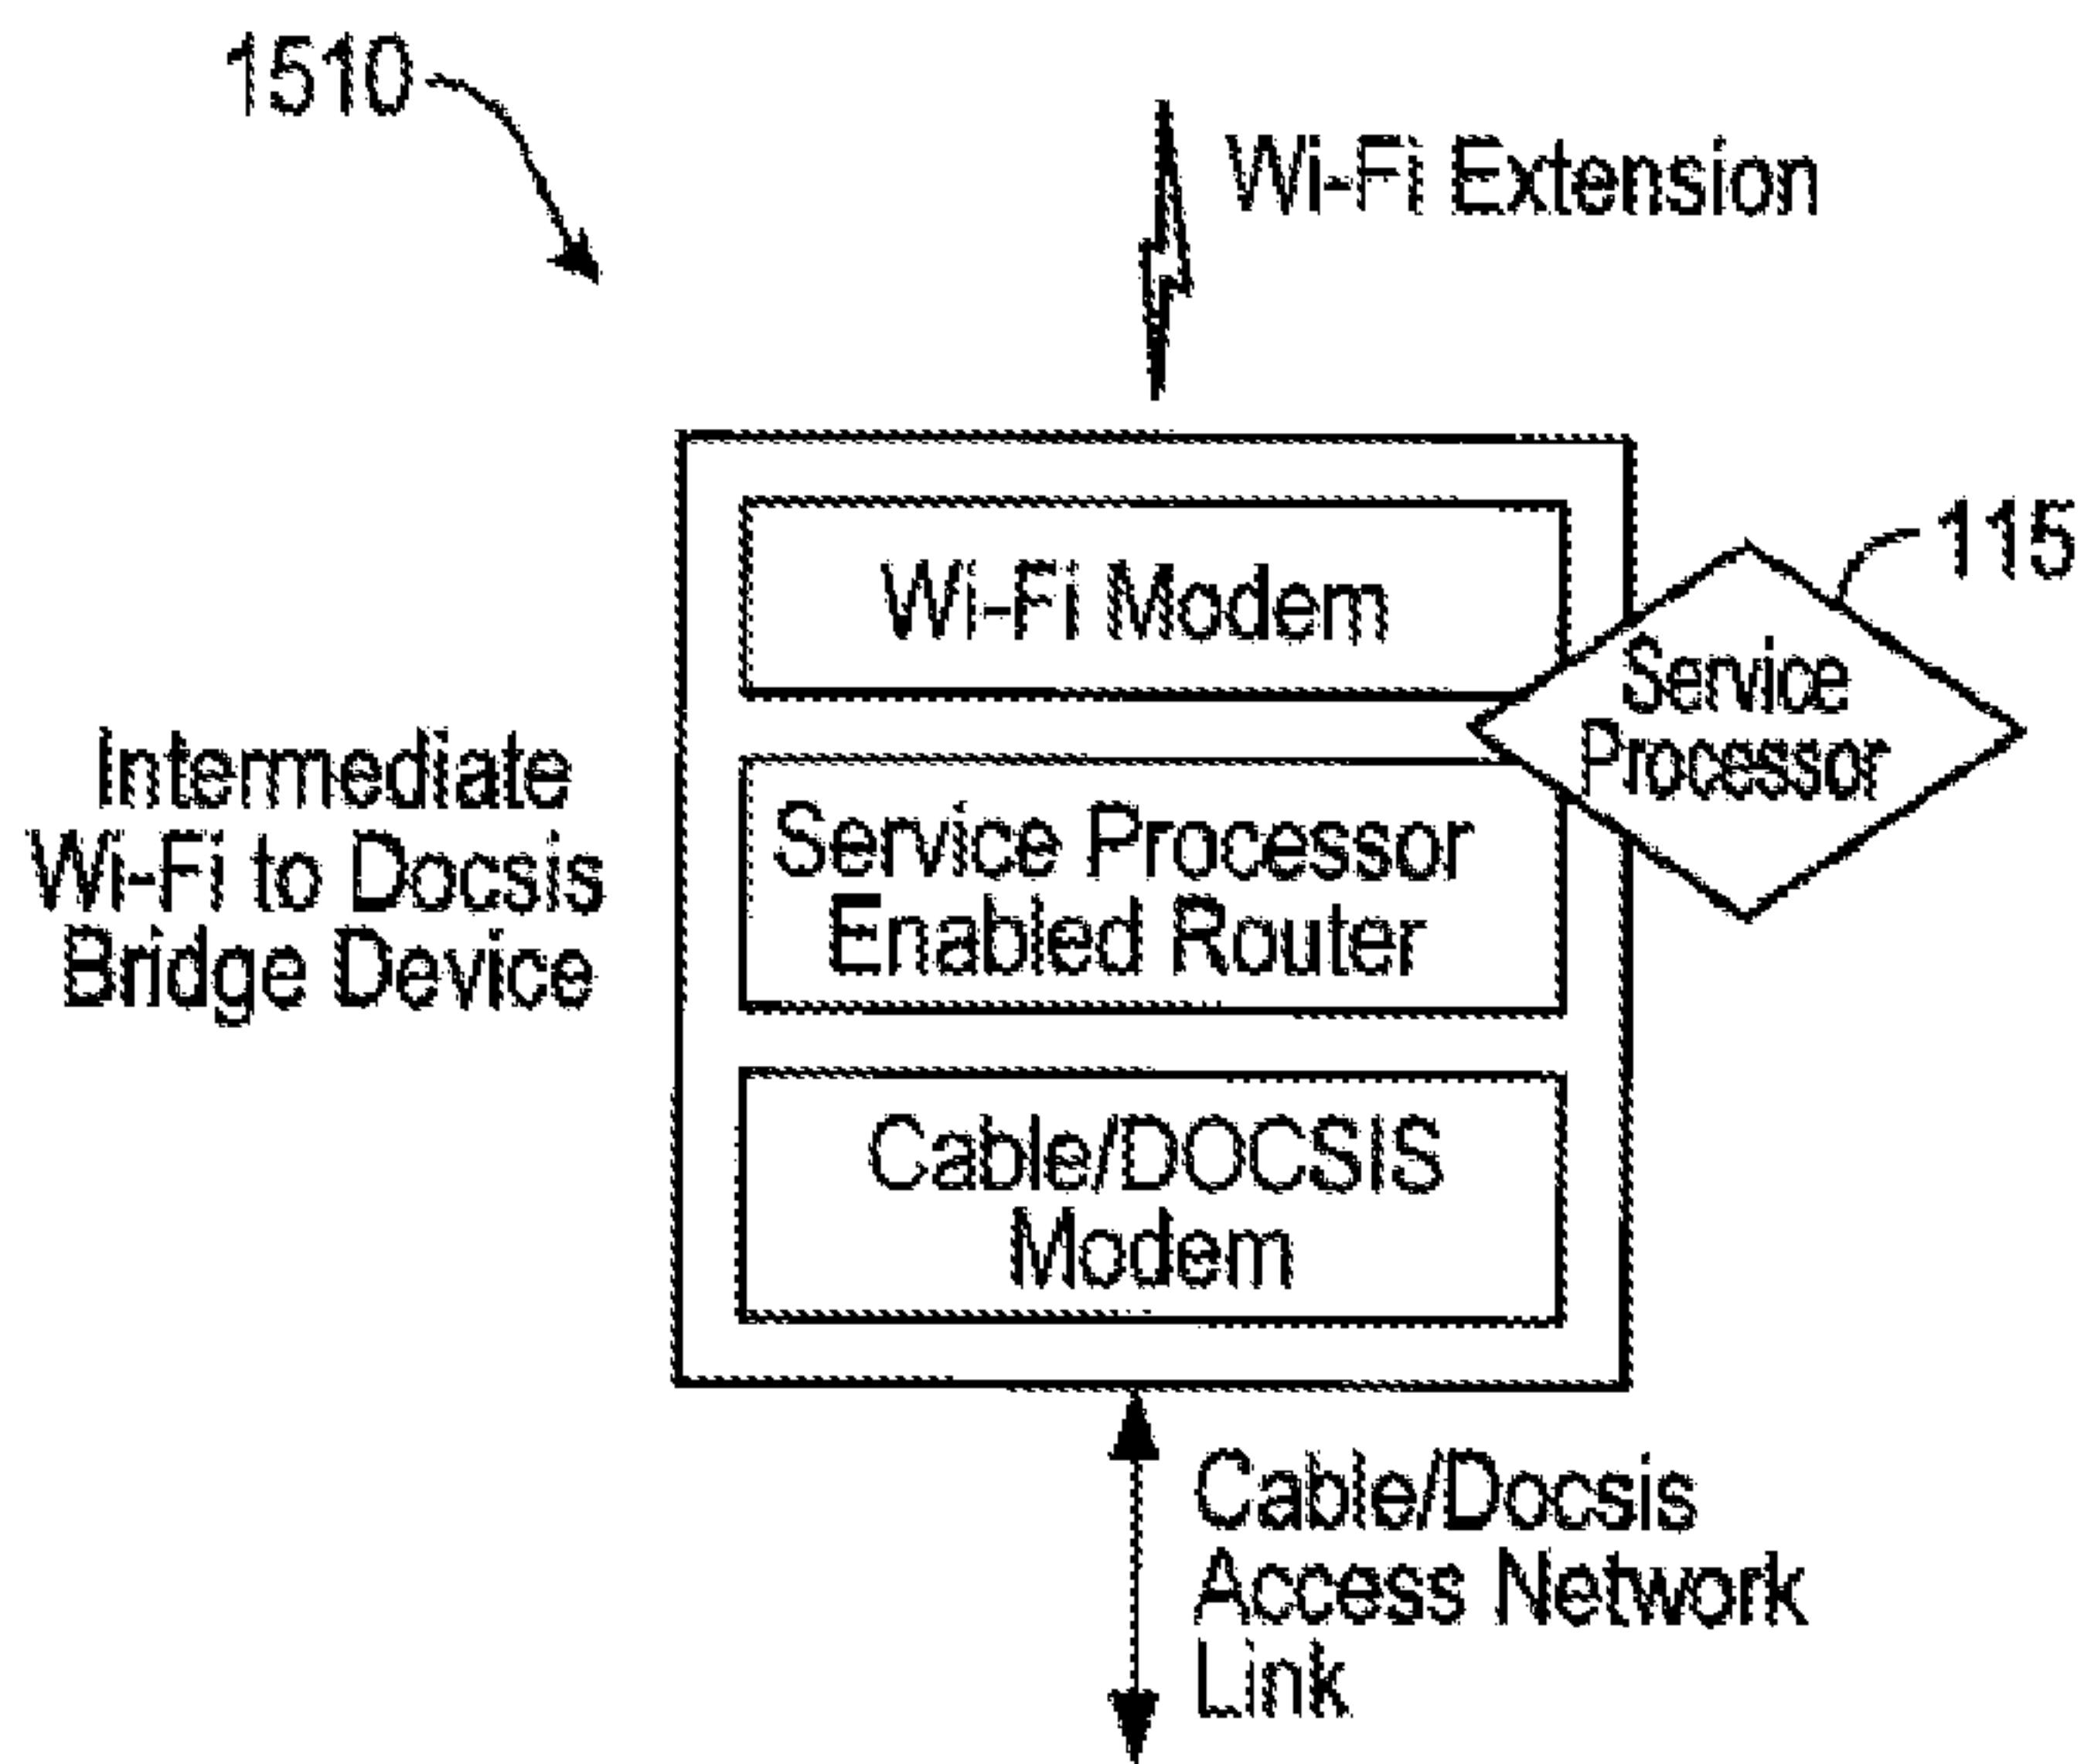 1510
Wi-Fi Extension
Wi-Fi Modem
115
Service
Processor
Intermediate
Wi-Fi to Docsis
Bridge Device
Service Processor
Enabled Router
Cable/DOCSIS
Modem
Cable/Docsis
Access Network
Link